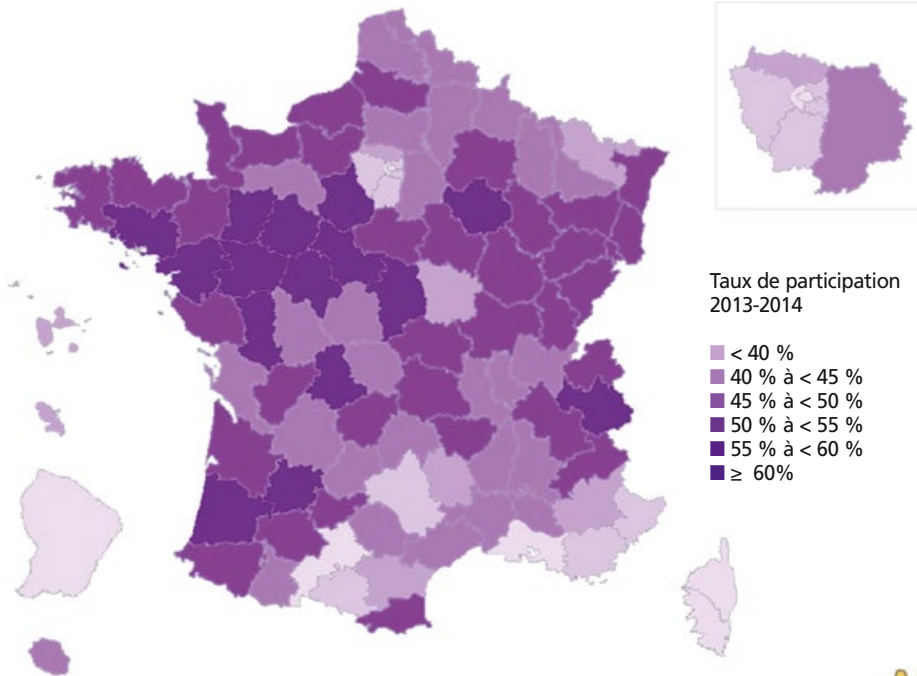 Taux de participation
2013-2014
< 40 %
40 % à < 45 %
45 % à < 50 %
50 % à < 55 %
55 % à < 60 %
≥ 60%